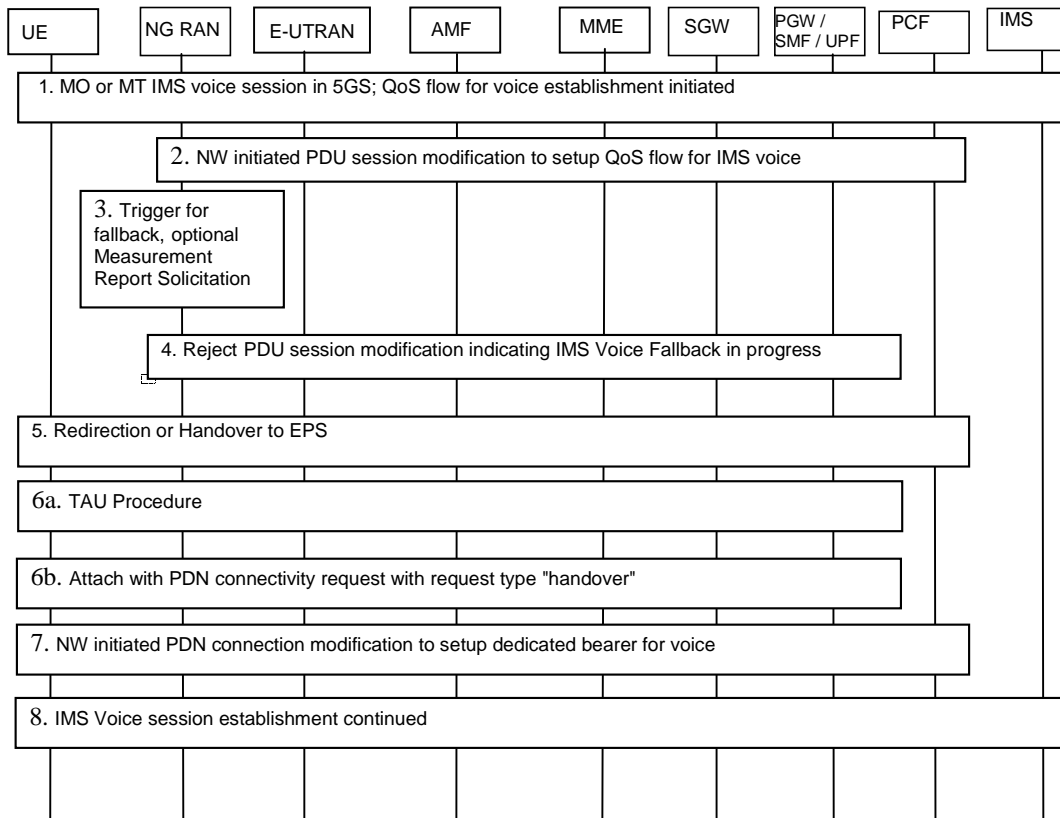 UE
NG RAN
E-UTRAN
AMF
MME
SGW
PGW /
SMF / UPF
PCF
IMS
1. MO or MT IMS voice session in 5GS; QoS flow for voice establishment initiated
2. NW initiated PDU session modification to setup QoS flow for IMS voice
3. Trigger for
fallback, optional
Measurement
Report Solicitation
4. Reject PDU session modification indicating IMS Voice Fallback in progress
5. Redirection or Handover to EPS
6a. TAU Procedure
6b. Attach with PDN connectivity request with request type "handover"
7. NW initiated PDN connection modification to setup dedicated bearer for voice
8. IMS Voice session establishment continued